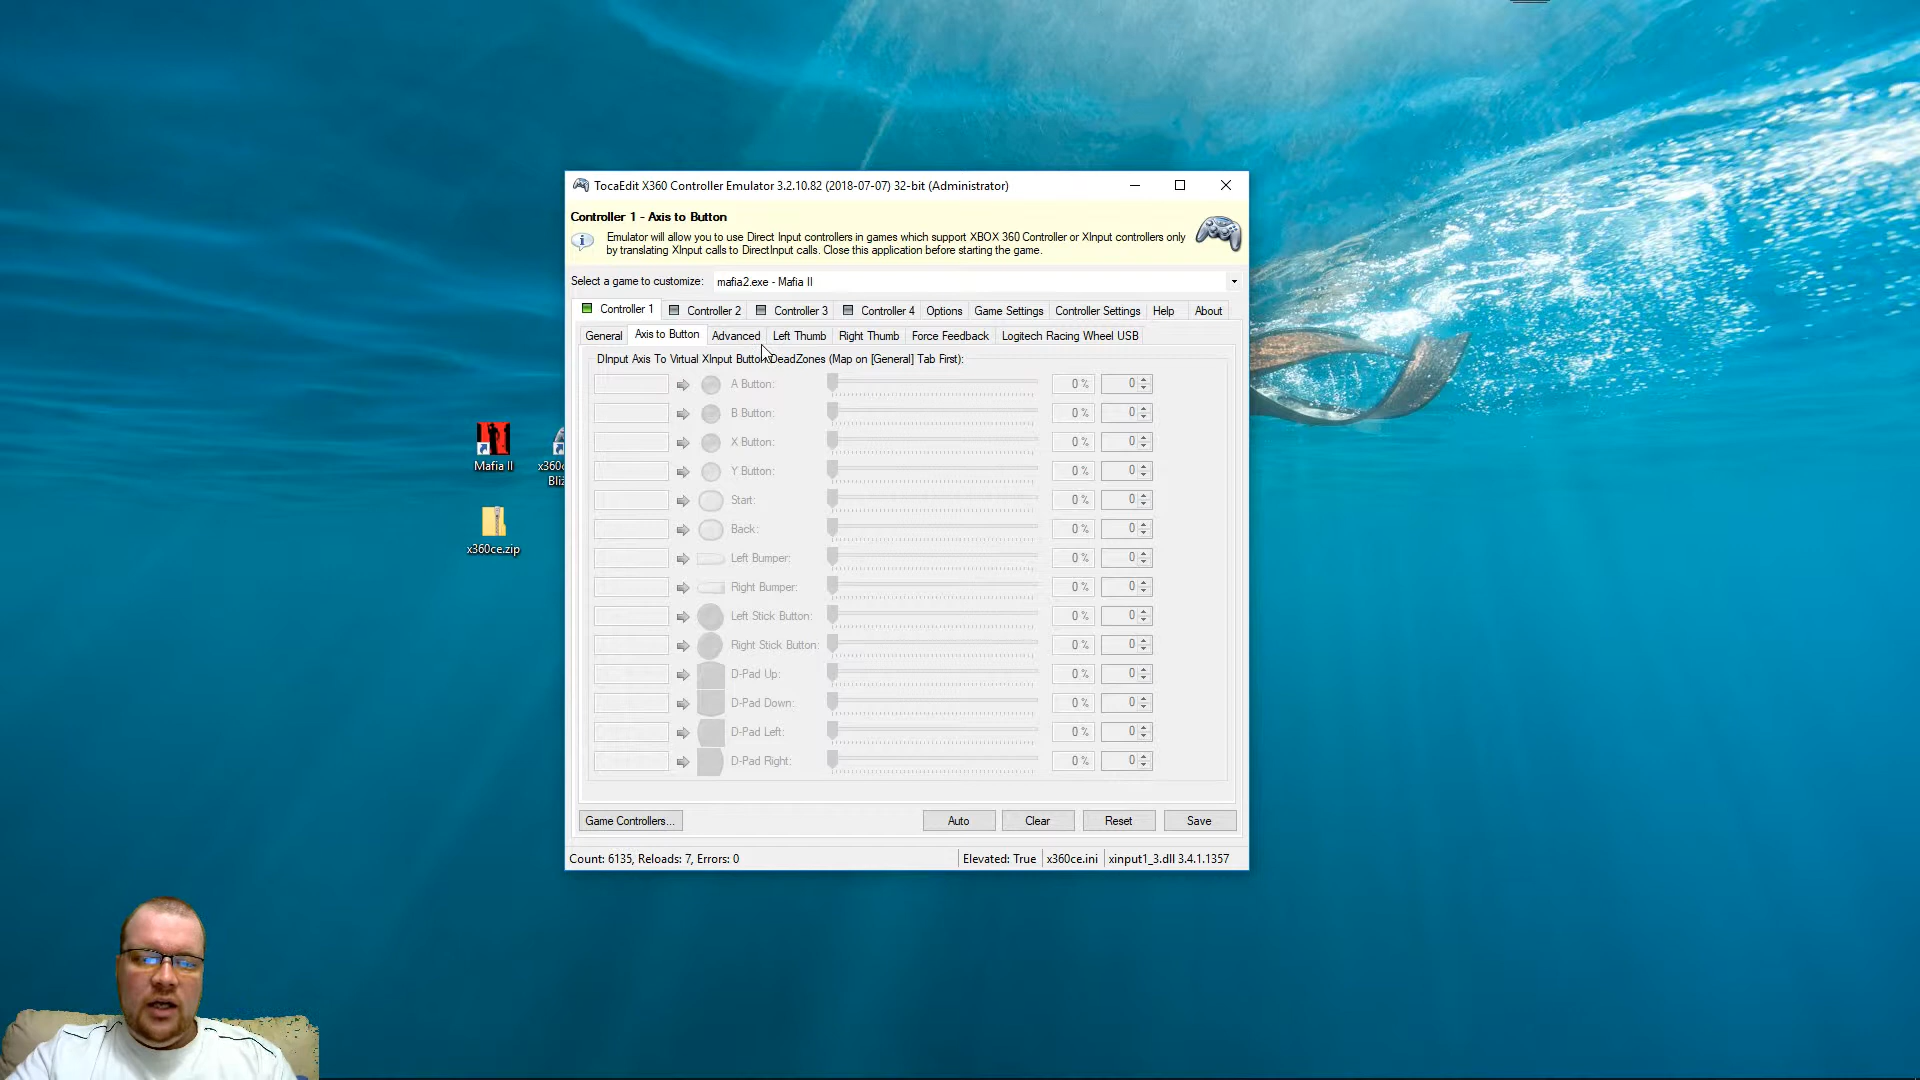 TocaEdit X360 Controller Emulator 3.2.10.82 (2018-07-07) 32-bit (Administrator)
Controller 1 - Axis to Button
Emulator will allow you to use Direct Input controllers in games which support XBOX 360 Controller or XInput controllers only
by translating XInput calls to DirectInput calls. Close this application before starting the game.
Select a game to customize: mafia2.exe - Mafia II
Controller 1 Controller 2 Controller 3 Controller 4 Options Game Settings Controller Settings Help About
General Axis to Button Advanced Left Thumb Right Thumb Force Feedback Logitech Racing Wheel USB
DInput Axis To Virtual XInput Button DeadZones (Map on [General] Tab First):
A Button: 0 % 0
B Button: 0 % 0
X Button: 0 % 0
Y Button: 0 % 0
Start: 0 % 0
Back: 0 % 0
Left Bumper: 0 % 0
Right Bumper: 0 % 0
Left Stick Button: 0 % 0
Right Stick Button: 0 % 0
D-Pad Up: 0 % 0
D-Pad Down: 0 % 0
D-Pad Left: 0 % 0
D-Pad Right: 0 % 0
Game Controllers... Auto Clear Reset Save
Count: 6135, Reloads: 7, Errors: 0 Elevated: True x360ce.ini xinput1_3.dll 3.4.1.1357
Mafia II
x360c
Bliz
x360ce.zip